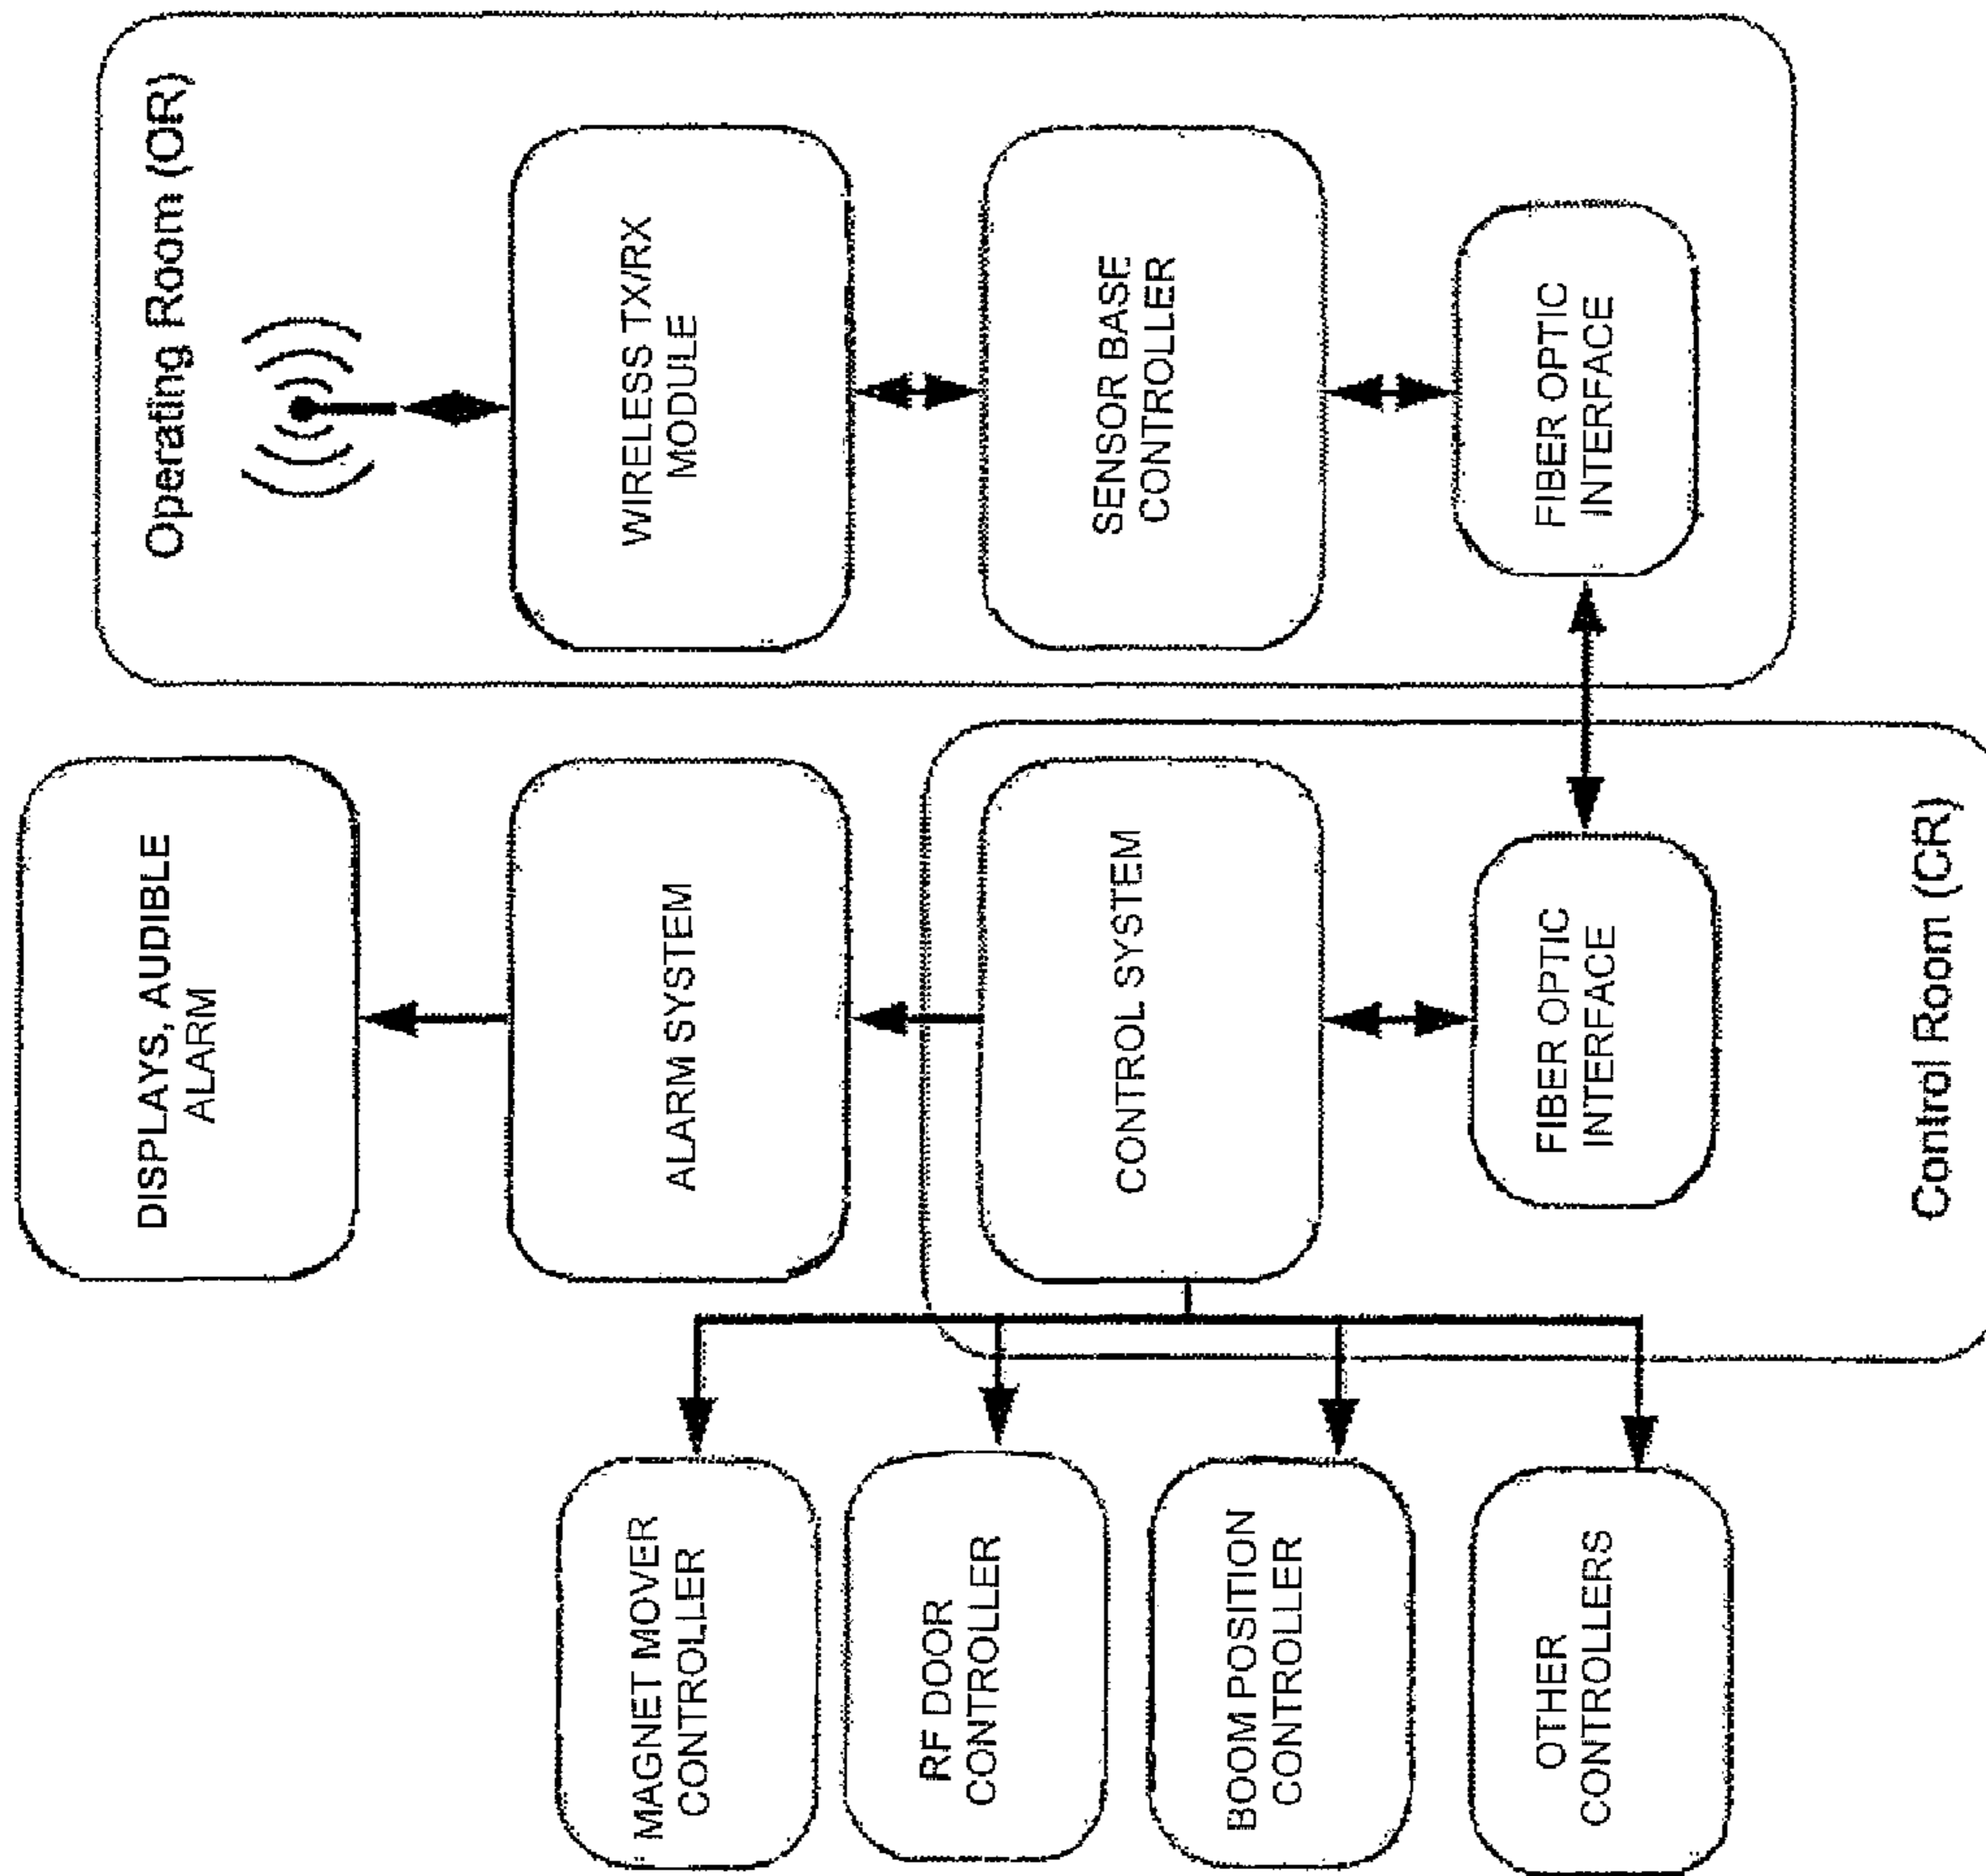 Operating Room (OR)
WIRELESS TX/RX
MODULE
SENSOR BASE
CONTROLLER
FIBER OPTIC
INTERFACE
DISPLAYS, AUDIBLE
ALARM
ALARM SYSTEM
CONTROL SYSTEM
FIBER OPTIC
INTERFACE
Control Room (CR)
MAGNET MOVER
CONTROLLER
RF DOOR
CONTROLLER
BOOM POSITION
CONTROLLER
OTHER
CONTROLLERS